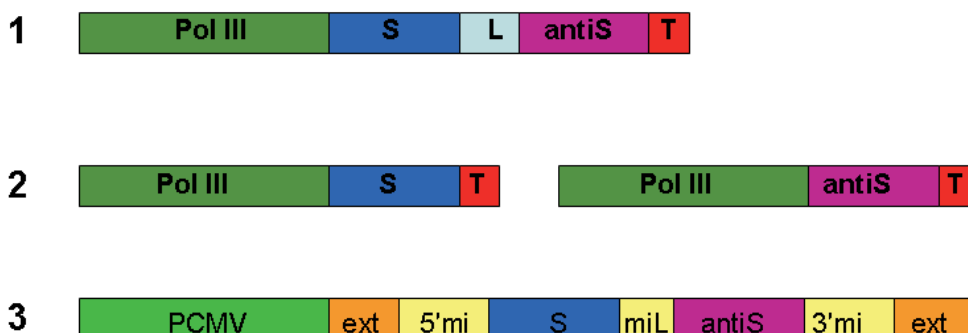 1 Pol III S L antiS T
2 Pol III S T Pol III antiS T
3 PCMV ext 5'mi S miL antiS 3'mi ext